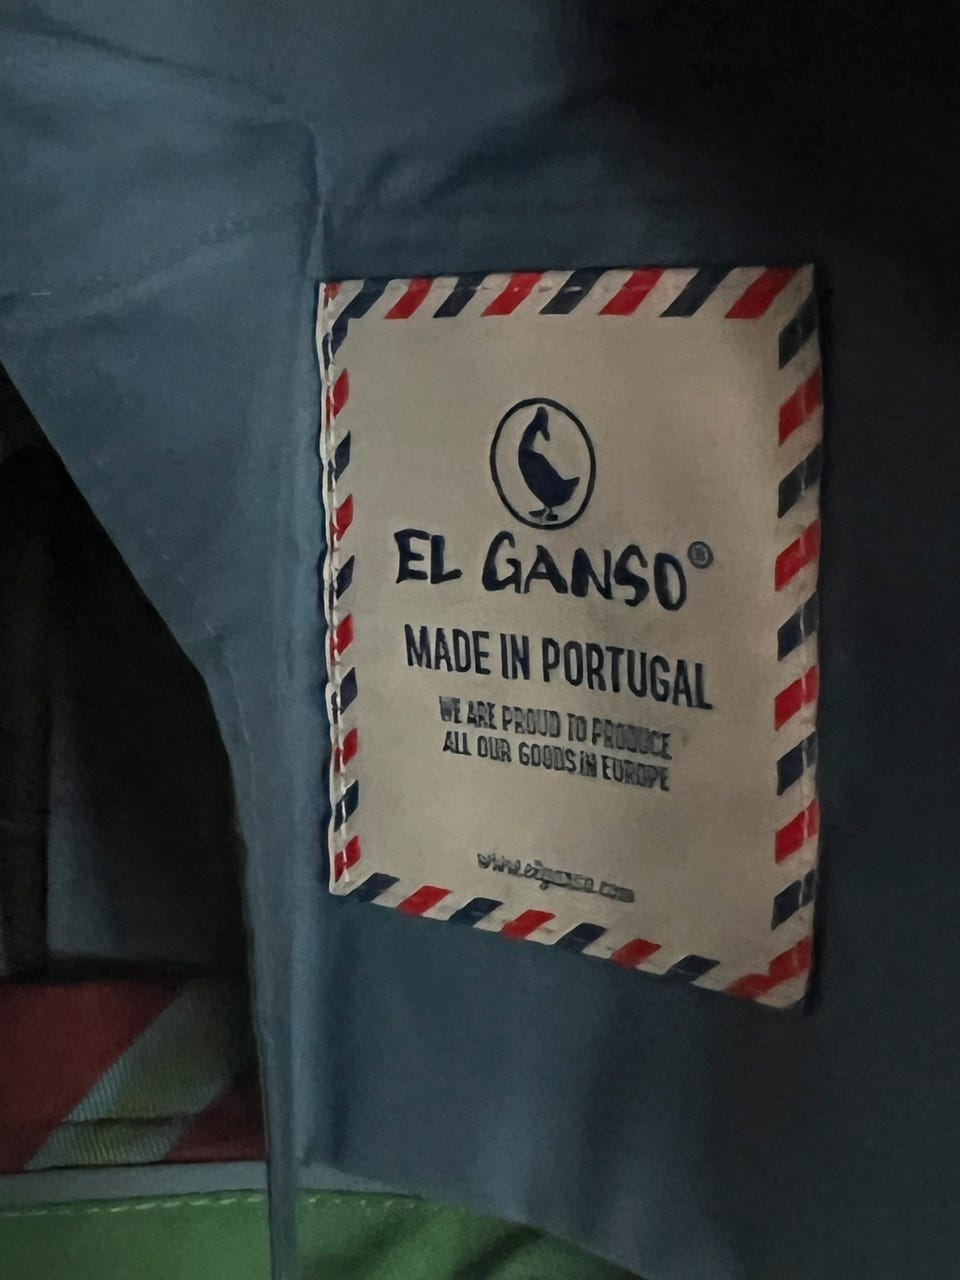 EL GANSO®
MADE IN PORTUGAL
WE ARE PROUD TO PRODUCE
ALL OUR GOODS IN EUROPE
www.elganso.com